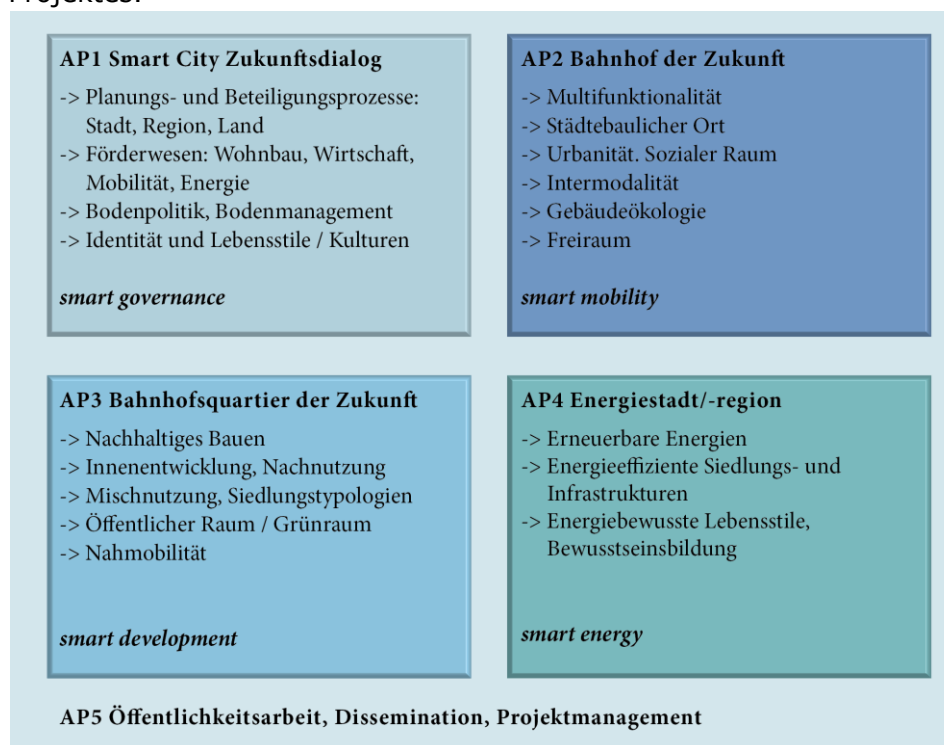 Projektes:
AP1 Smart City Zukunftsdialog
-> Planungs- und Beteiligungsprozesse:
Stadt, Region, Land
-> Förderwesen: Wohnbau, Wirtschaft,
Mobilität, Energie
-> Bodenpolitik, Bodenmanagement
-> Identität und Lebensstile / Kulturen
smart governance
AP2 Bahnhof der Zukunft
-> Multifunktionalität
-> Städtebaulicher Ort
-> Urbanität. Sozialer Raum
-> Intermodalität
-> Gebäudeökologie
-> Freiraum
smart mobility
AP3 Bahnhofsquartier der Zukunft
-> Nachhaltiges Bauen
-> Innenentwicklung, Nachnutzung
-> Mischnutzung, Siedlungstypologien
-> Öffentlicher Raum / Grünraum
-> Nahmobilität
smart development
AP4 Energiestadt/-region
-> Erneuerbare Energien
-> Energieeffiziente Siedlungs- und
Infrastrukturen
-> Energiebewusste Lebensstile,
Bewusstseinsbildung
smart energy
AP5 Öffentlichkeitsarbeit, Dissemination, Projektmanagement